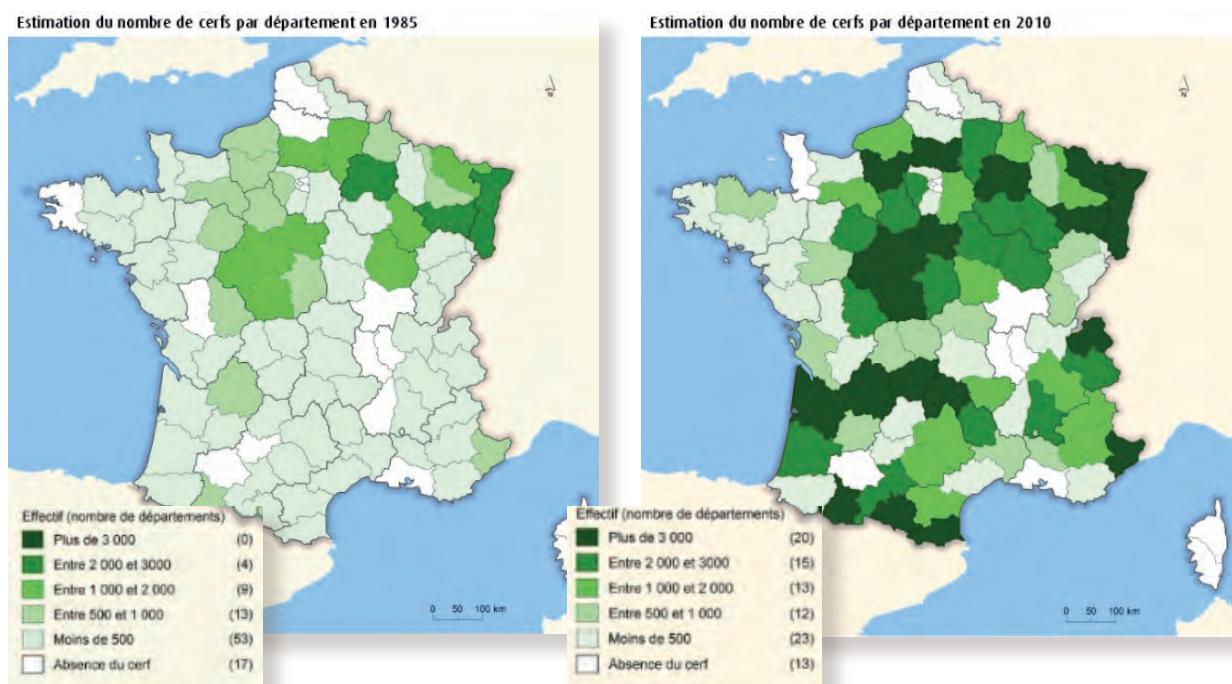 Estimation du nombre de cerfs par département en 1985
N
0 50 100 km
Effectif (nombre de départements)
Plus de 3 000 (0)
Entre 2 000 et 3000 (4)
Entre 1 000 et 2 000 (9)
Entre 500 et 1 000 (13)
Moins de 500 (53)
Absence du cerf (17)
Estimation du nombre de cerfs par département en 2010
N
0 50 100 km
Effectif (nombre de départements)
Plus de 3 000 (20)
Entre 2 000 et 3000 (15)
Entre 1 000 et 2 000 (13)
Entre 500 et 1 000 (12)
Moins de 500 (23)
Absence du cerf (13)